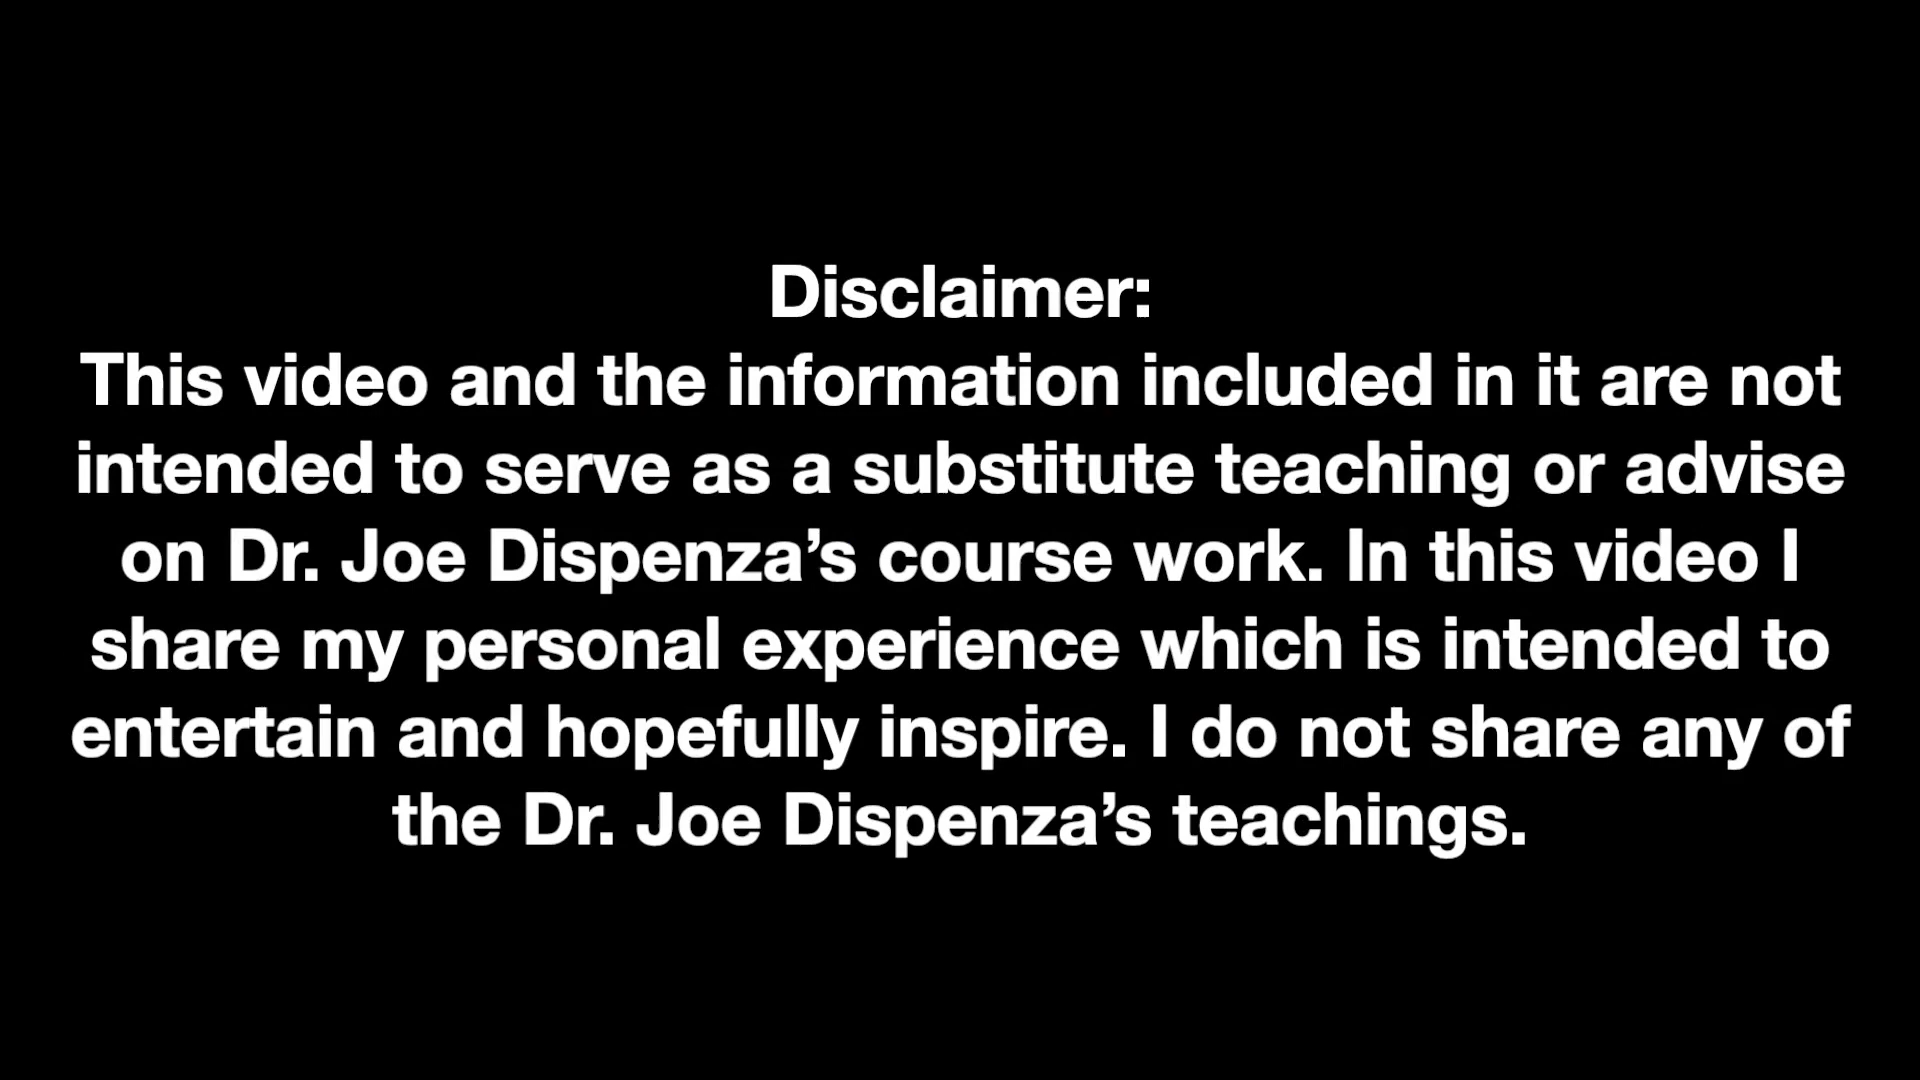 Disclaimer:
This video and the information included in it are not
intended to serve as a substitute teaching or advise
on Dr. Joe Dispenza’s course work. In this video I
share my personal experience which is intended to
entertain and hopefully inspire. I do not share any of
the Dr. Joe Dispenza’s teachings.